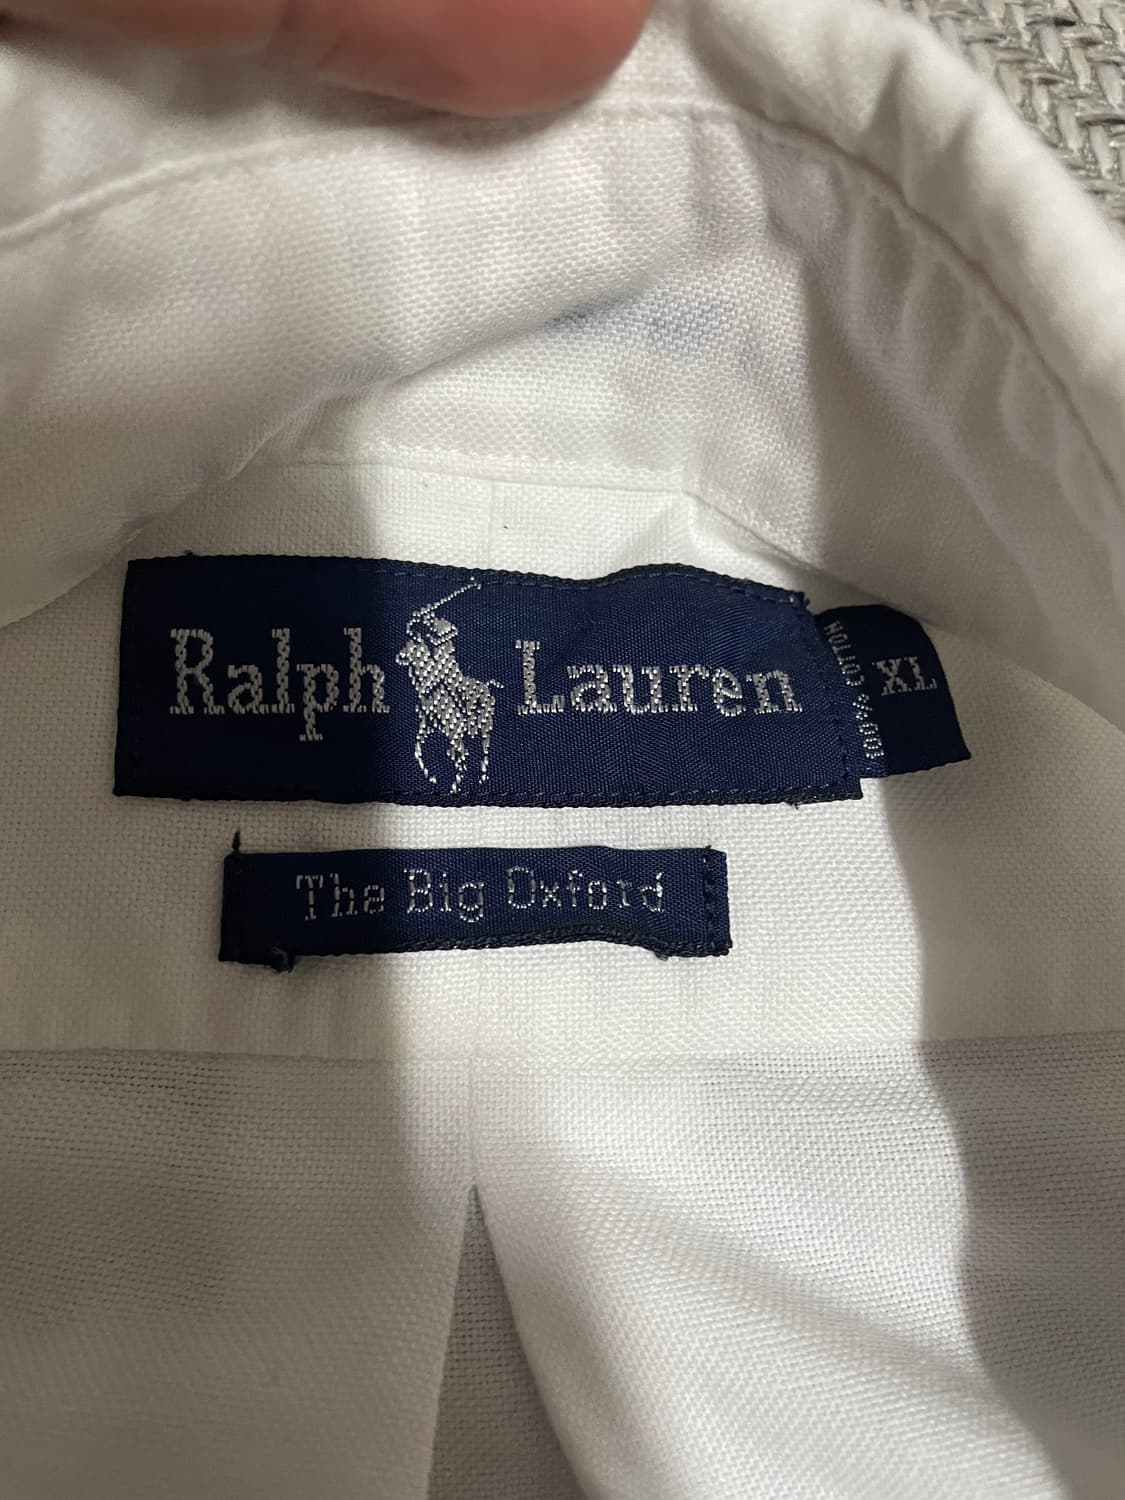 Ralph Lauren
XL
100% COTTON
The Big Oxford